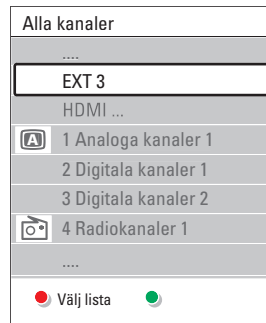 Alla kanaler
....
EXT 3
HDMI ...
A 1 Analoga kanaler 1
2 Digitala kanaler 1
3 Digitala kanaler 2
4 Radiokanaler 1
....
Välj lista